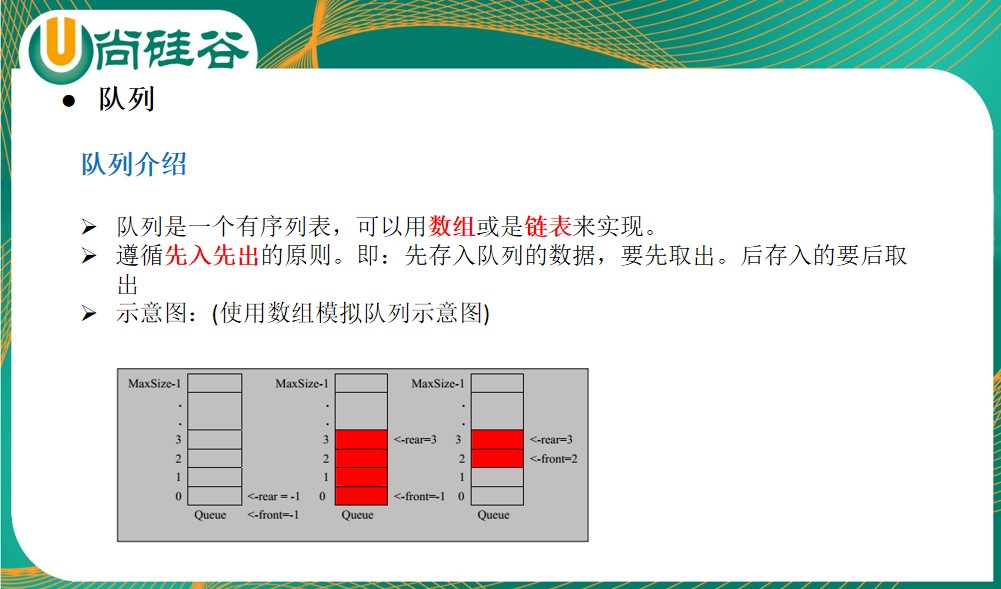 尚硅谷
● 队列
队列介绍
➢ 队列是一个有序列表，可以用数组或是链表来实现。
➢ 遵循先入先出的原则。即：先存入队列的数据，要先取出。后存入的要后取
出
➢ 示意图：(使用数组模拟队列示意图)
MaxSize-1 MaxSize-1 MaxSize-1
. . .
. . .
3 3 <-rear=3 3 <-rear=3
2 2 2 <-front=2
1 1 1
0 <-rear = -1 0 <-front=-1 0
Queue <-front=-1 Queue Queue